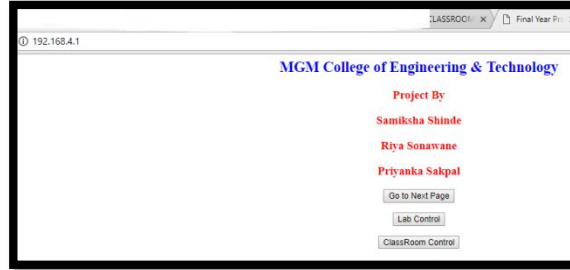 CLASSROOM
Final Year Pr
192.168.4.1
MGM College of Engineering & Technology
Project By
Samiksha Shinde
Riya Sonawane
Priyanka Sakpal
Go to Next Page
Lab Control
ClassRoom Control